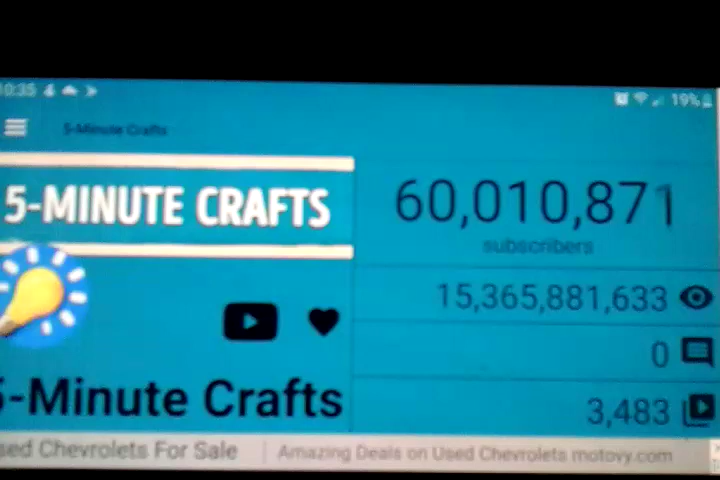 10:35
19%
5-Minute Crafts
5-MINUTE CRAFTS
60,010,871
subscribers
15,365,881,633
0
3,483
5-Minute Crafts
sed Chevrolets For Sale
Amazing Deals on Used Chevrolets motovy.com